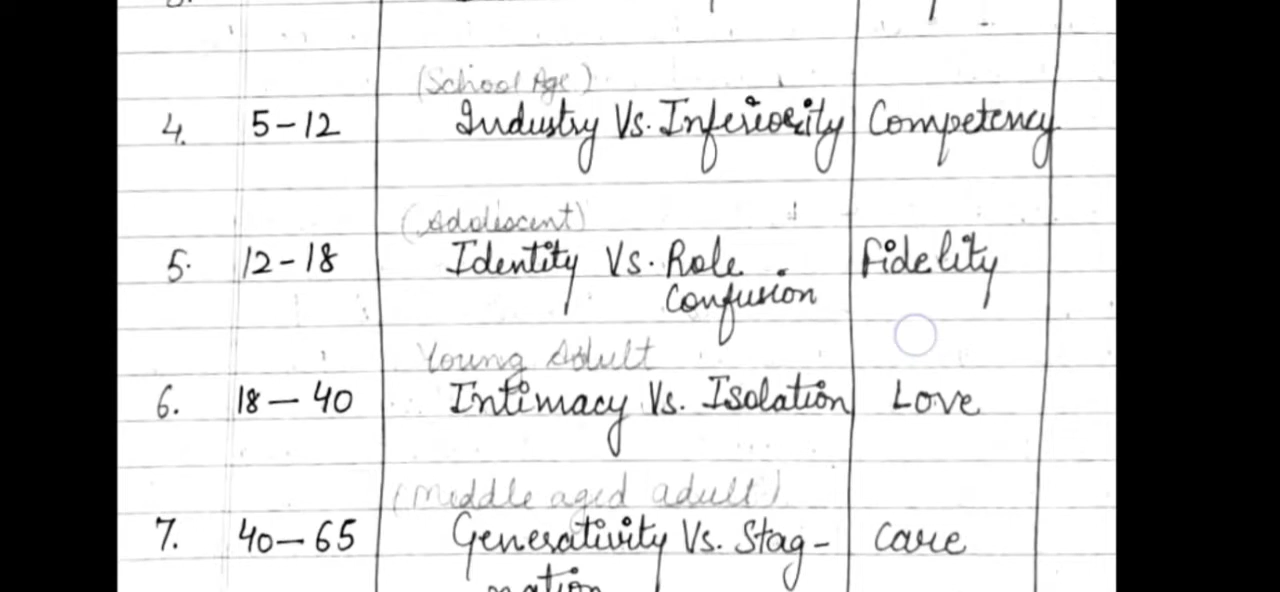 (School Age)
4. 5-12 Industry Vs. Inferiority Competency
(Adoliscent)
5. 12-18 Identity Vs. Role Fidelity
Confusion
Young Adult
6. 18-40 Intimacy Vs. Isolation Love
(Middle aged adult)
7. 40-65 Generativity Vs. Stag- Care
nation